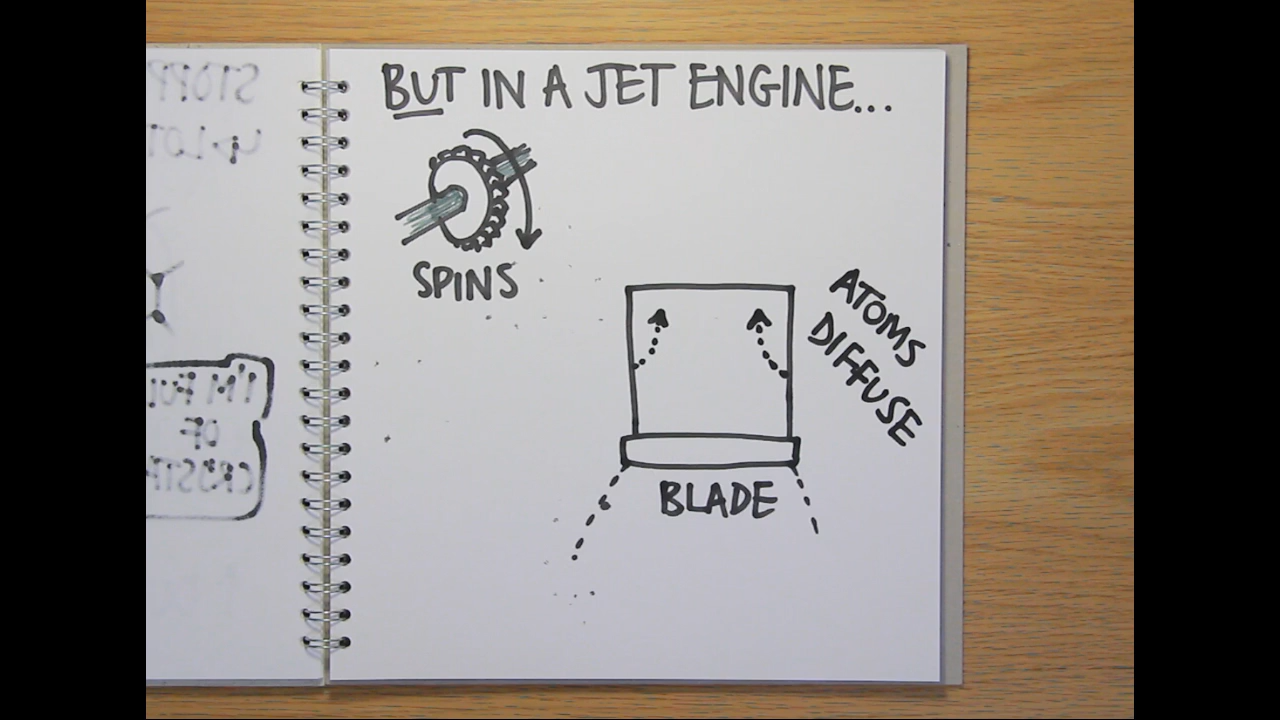 BUT IN A JET ENGINE...
SPINS
ATOMS
DIFFUSE
BLADE